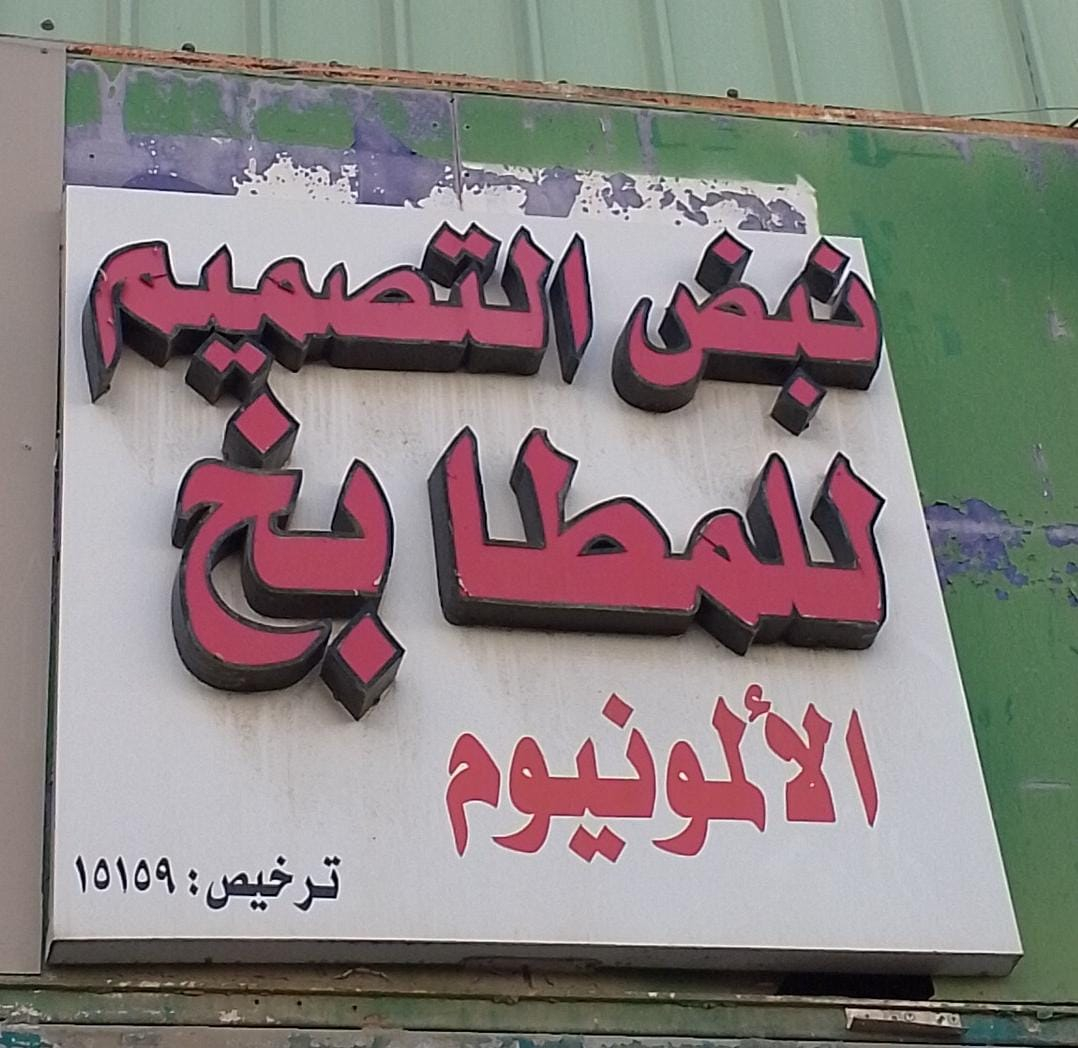 نبض التصميم
للمطابخ
الألمونيوم
ترخيص: ١٥١٥٩